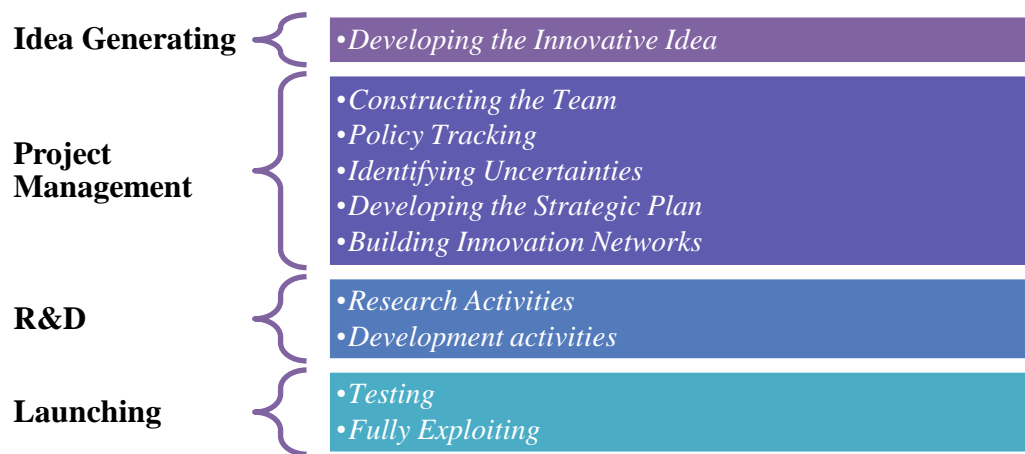 Idea Generating
•Developing the Innovative Idea
Project
Management
•Constructing the Team
•Policy Tracking
•Identifying Uncertainties
•Developing the Strategic Plan
•Building Innovation Networks
R&D
•Research Activities
•Development activities
Launching
•Testing
•Fully Exploiting